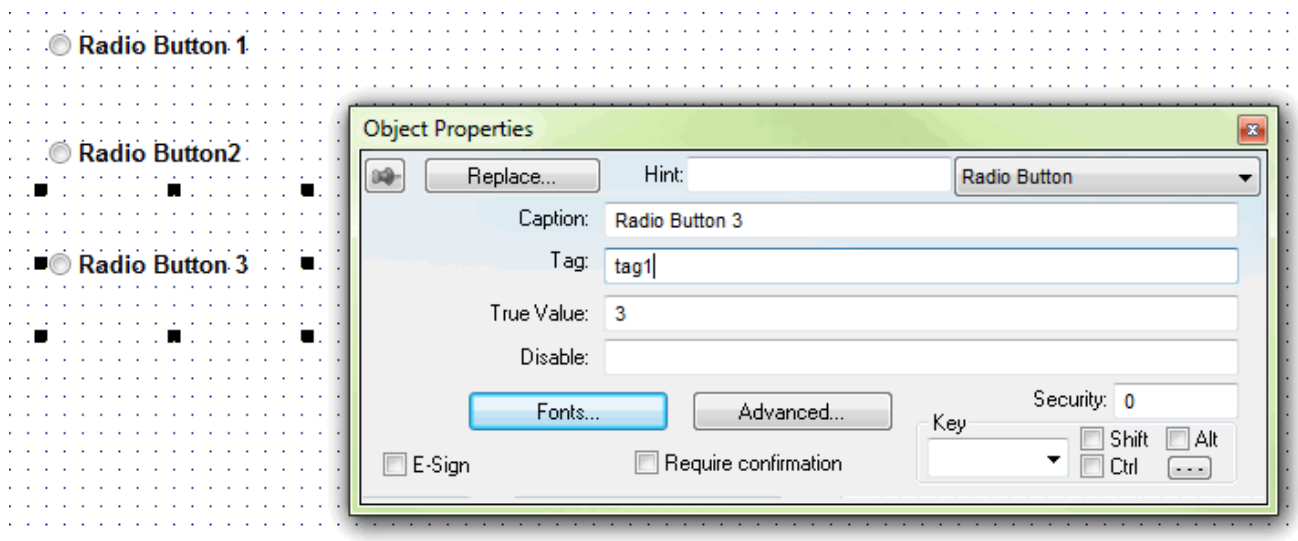 Radio Button 1
Radio Button2
Radio Button 3
Object Properties
Replace... Hint: Radio Button
Caption: Radio Button 3
Tag: tag1
True Value: 3
Disable:
Fonts... Advanced... Security: 0
Key
Shift Alt
E-Sign Require confirmation Ctrl ...